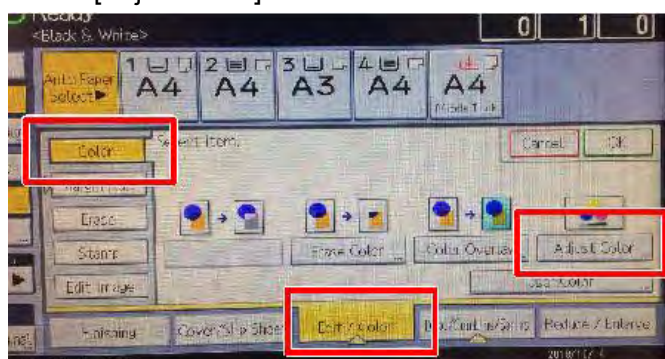 Ready
<Black & White>
0 1 0
Auto Paper
Select▶
1 A4
2 A4
3 A3
4 A4
A4
Color
Select item.
Cancel
OK
Erase
Stamp
Edit Image
Erase Color
Color Overlay
Adjust Color
User Color
Finishing
Edit / Color
Reduce / Enlarge